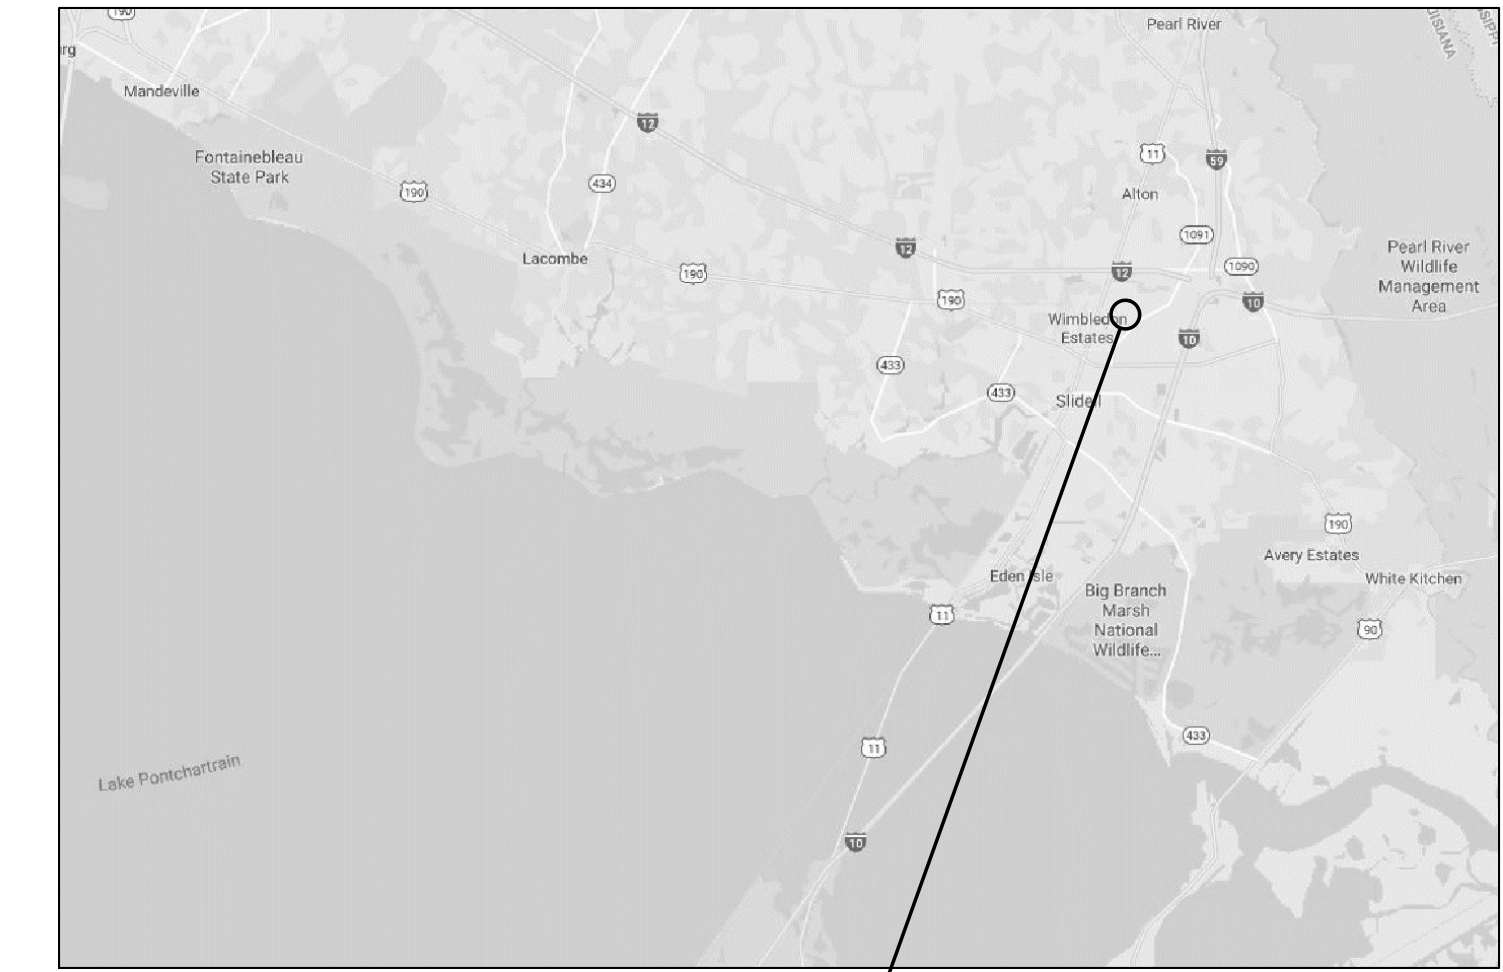 190
Pearl River
urg
Mandeville
12
11
59
Fontainebleau
State Park
434
190
Alton
1091
Lacombe
12
190
12
1090
Pearl River
Wildlife
Management
Area
190
10
Wimbledon
Estates
10
433
433
Slidell
190
Avery Estates
Eden Isle
White Kitchen
Big Branch
Marsh
National
Wildlife...
11
90
433
11
Lake Pontchartrain
10